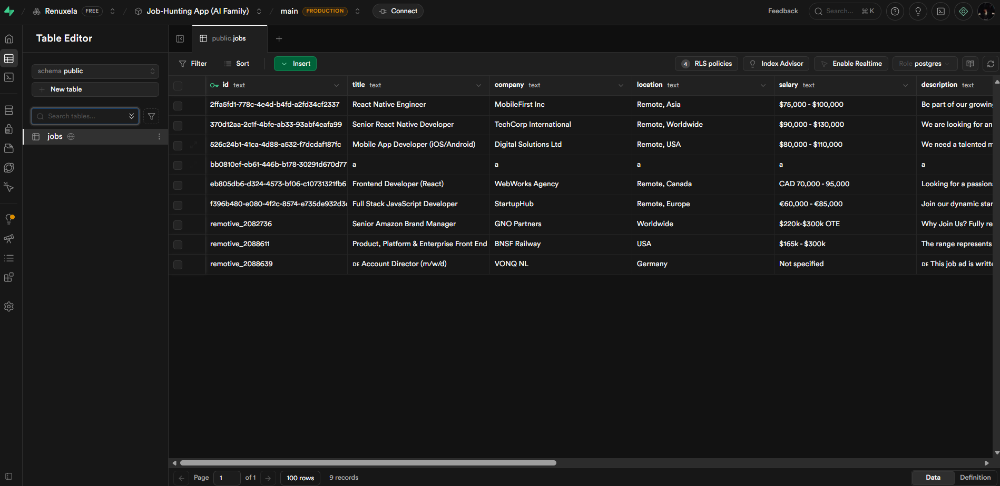 Renuxela FREE Job-Hunting App (AI Family) main PRODUCTION Connect Feedback Search... ⌘ K
Table Editor
public.jobs
schema public
New table
Search tables...
jobs
Filter Sort Insert 4 RLS policies Index Advisor Enable Realtime Role postgres
id text title text company text location text salary text description text
2ffa5fd1-778c-4e4d-b4fd-a2fd34cf2337 React Native Engineer MobileFirst Inc Remote, Asia $75,000 - $100,000 Be part of our growing
370d12aa-2c1f-4bfe-ab33-93abf4eafa99 Senior React Native Developer TechCorp International Remote, Worldwide $90,000 - $130,000 We are looking for an
526c24b1-41ca-4d88-a532-f7dcdaf187fc Mobile App Developer (iOS/Android) Digital Solutions Ltd Remote, USA $80,000 - $110,000 We need a talented m
bb0810ef-eb61-446b-b178-30291d670d77 a a a a a
eb805db6-d324-4573-bf06-c10731321fb6 Frontend Developer (React) WebWorks Agency Remote, Canada CAD 70,000 - 95,000 Looking for a passion
f396b480-e080-4f2c-8574-e735de932d3c Full Stack JavaScript Developer StartupHub Remote, Europe €60,000 - €85,000 Join our dynamic star
remotive_2082736 Senior Amazon Brand Manager GNO Partners Worldwide $220k-$300k OTE Why Join Us? Fully re
remotive_2088611 Product, Platform & Enterprise Front End BNSF Railway USA $165k - $300k The range represents
remotive_2088639 DE Account Director (m/w/d) VONQ NL Germany Not specified DE This job ad is writte
Page 1 of 1 100 rows 9 records Data Definition